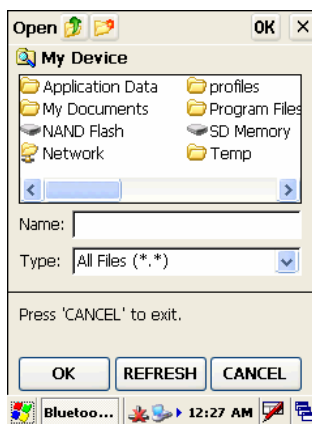 Open OK ×
My Device
Application Data profiles
My Documents Program Files
NAND Flash SD Memory
Network Temp
Name:
Type: All Files (*.*)
Press 'CANCEL' to exit.
OK REFRESH CANCEL
Bluetoo... 12:27 AM